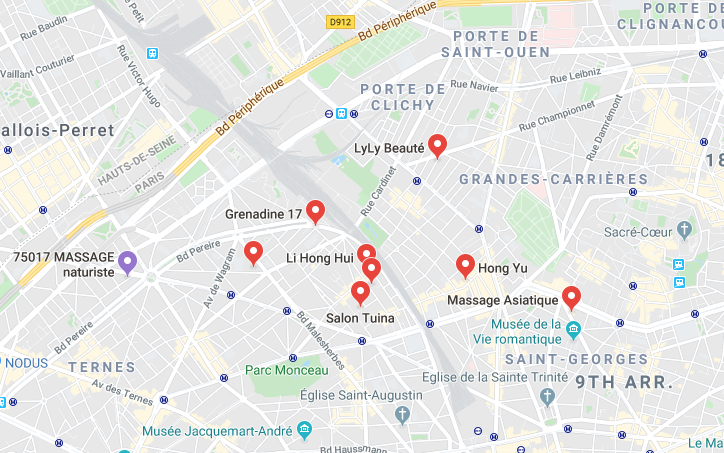 PORTE DE
CLIGNANCOU
D912
Bd Périphérique
Rue Baudin
PORTE DE
SAINT-OUEN
Vaillant Couturier
Rue Victor Hugo
Rue Leibniz
PORTE DE
CLICHY
Rue Navier
Bd Périphérique
Rue Championnet
Rue Damrémont
allois-Perret
HAUTS-DE-SEINE
PARIS
LyLy Beauté
18
Rue Cardinet
GRANDES-CARRIÈRES
Grenadine 17
Sacré-Cœur
Bd Pereire
75017 MASSAGE
naturiste
Li Hong Hui
Hong Yu
Av de Wagram
Massage Asiatique
Salon Tuina
Musée de la
Vie romantique
Bd Malesherbes
Bd Pereire
NODUS
TERNES
SAINT-GEORGES
Parc Monceau
Eglise de la Sainte Trinité
9TH ARR.
Av des Ternes
Église Saint-Augustin
Musée Jacquemart-André
Bd Haussmann
La Mais
Le Ma